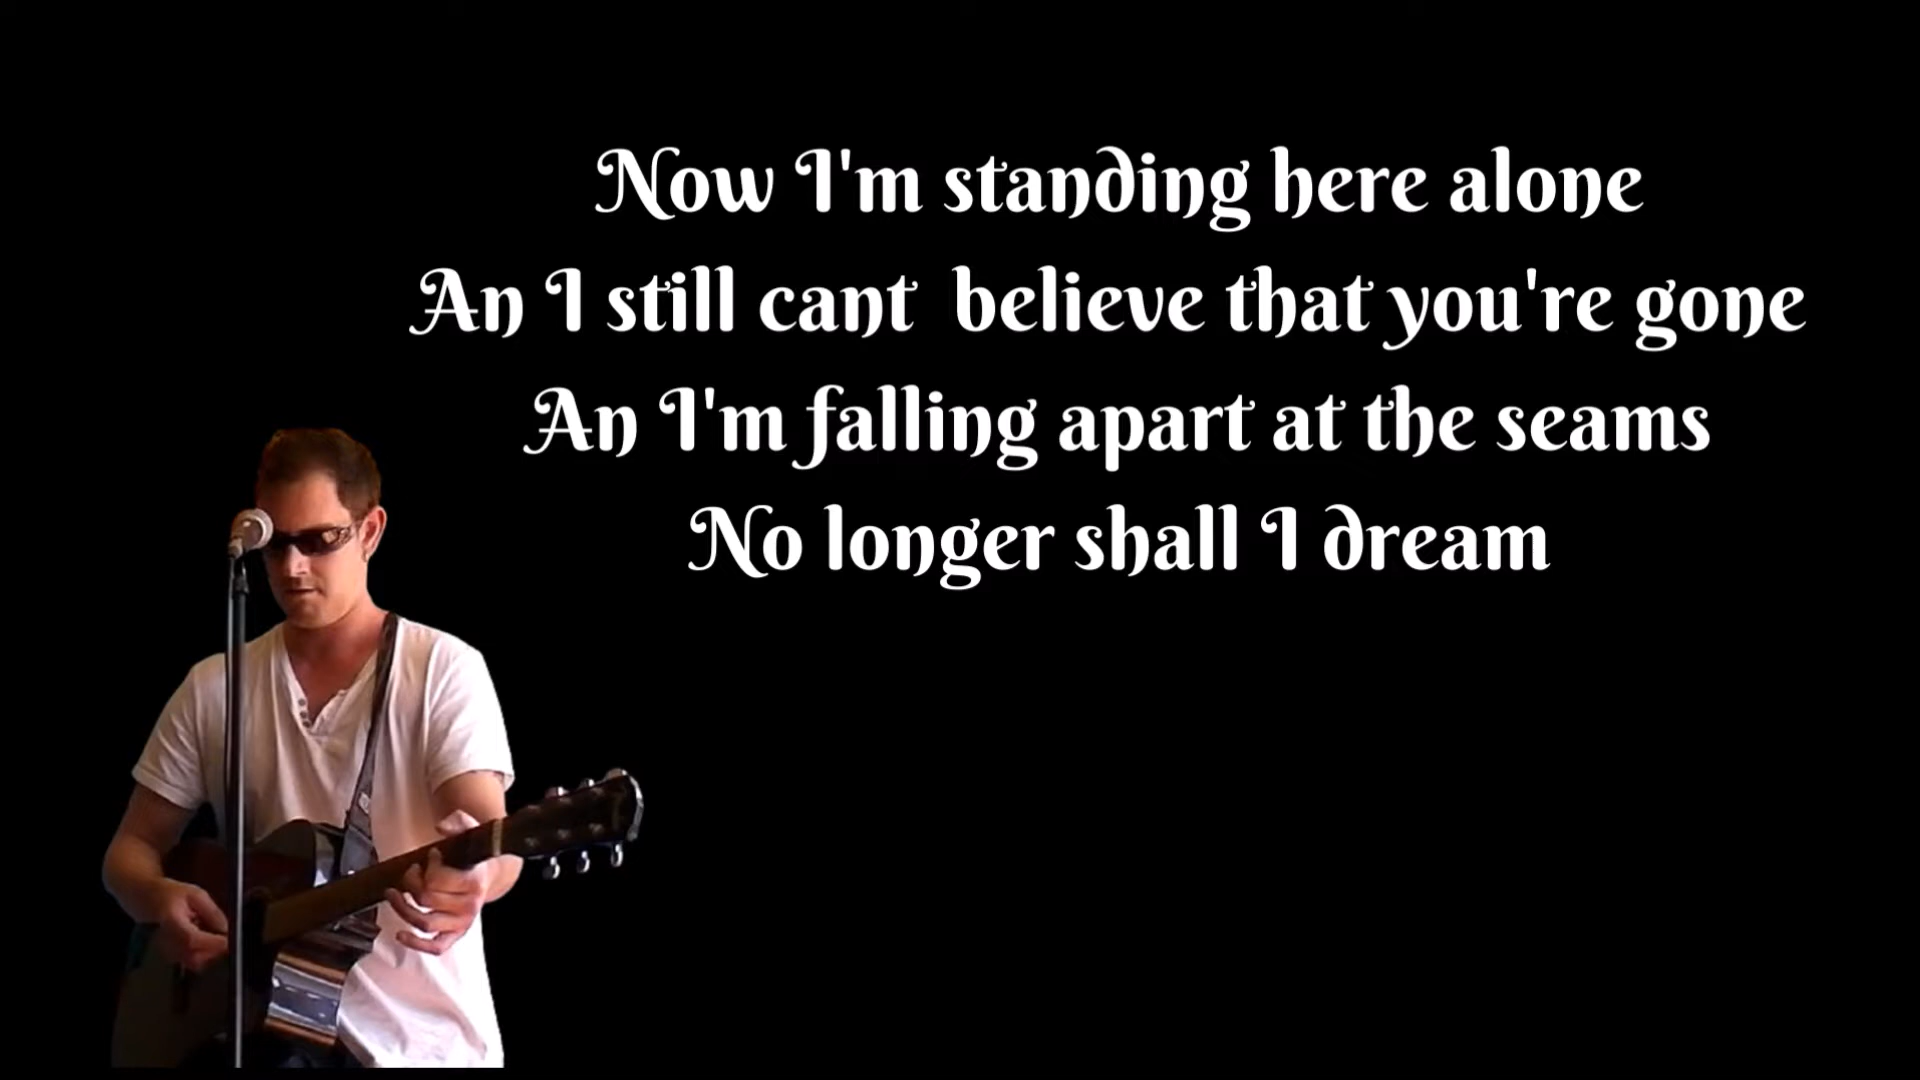 Now I'm standing here alone
An I still cant  believe that you're gone
An I'm falling apart at the seams
No longer shall I dream